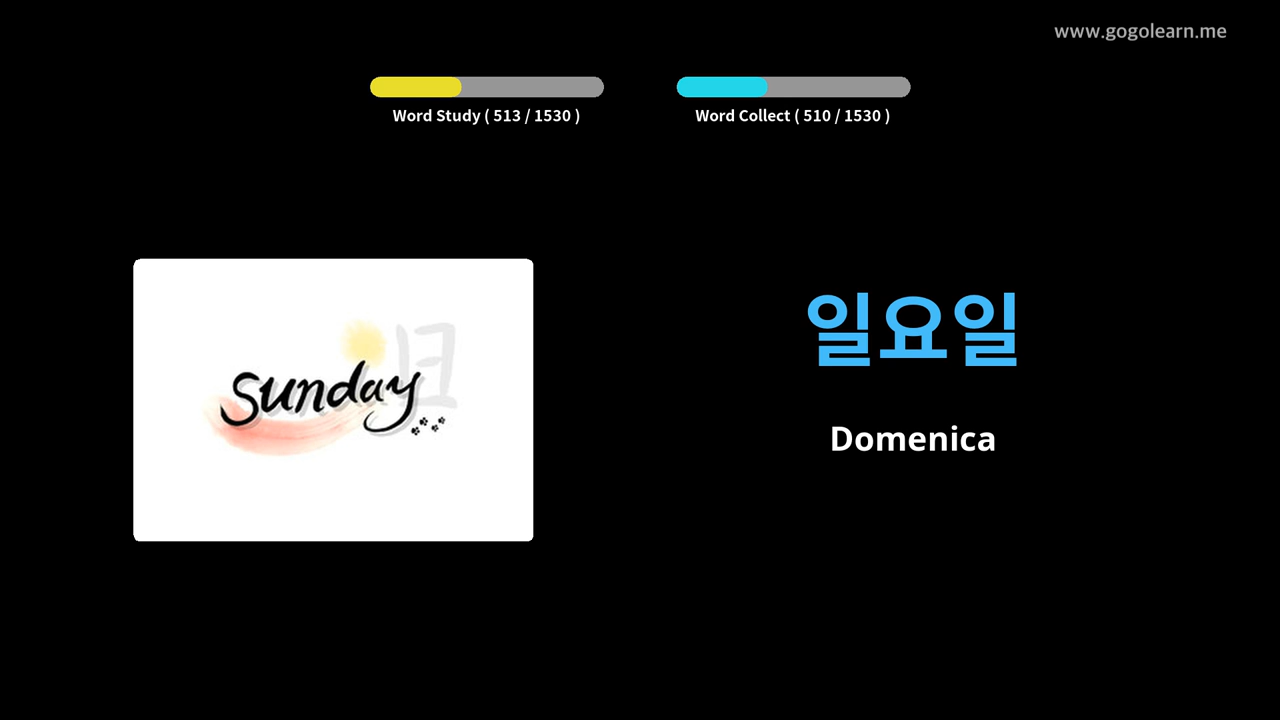 www.gogolearn.me
Word Study ( 513 / 1530 )
Word Collect ( 510 / 1530 )
Sunday
일요일
Domenica